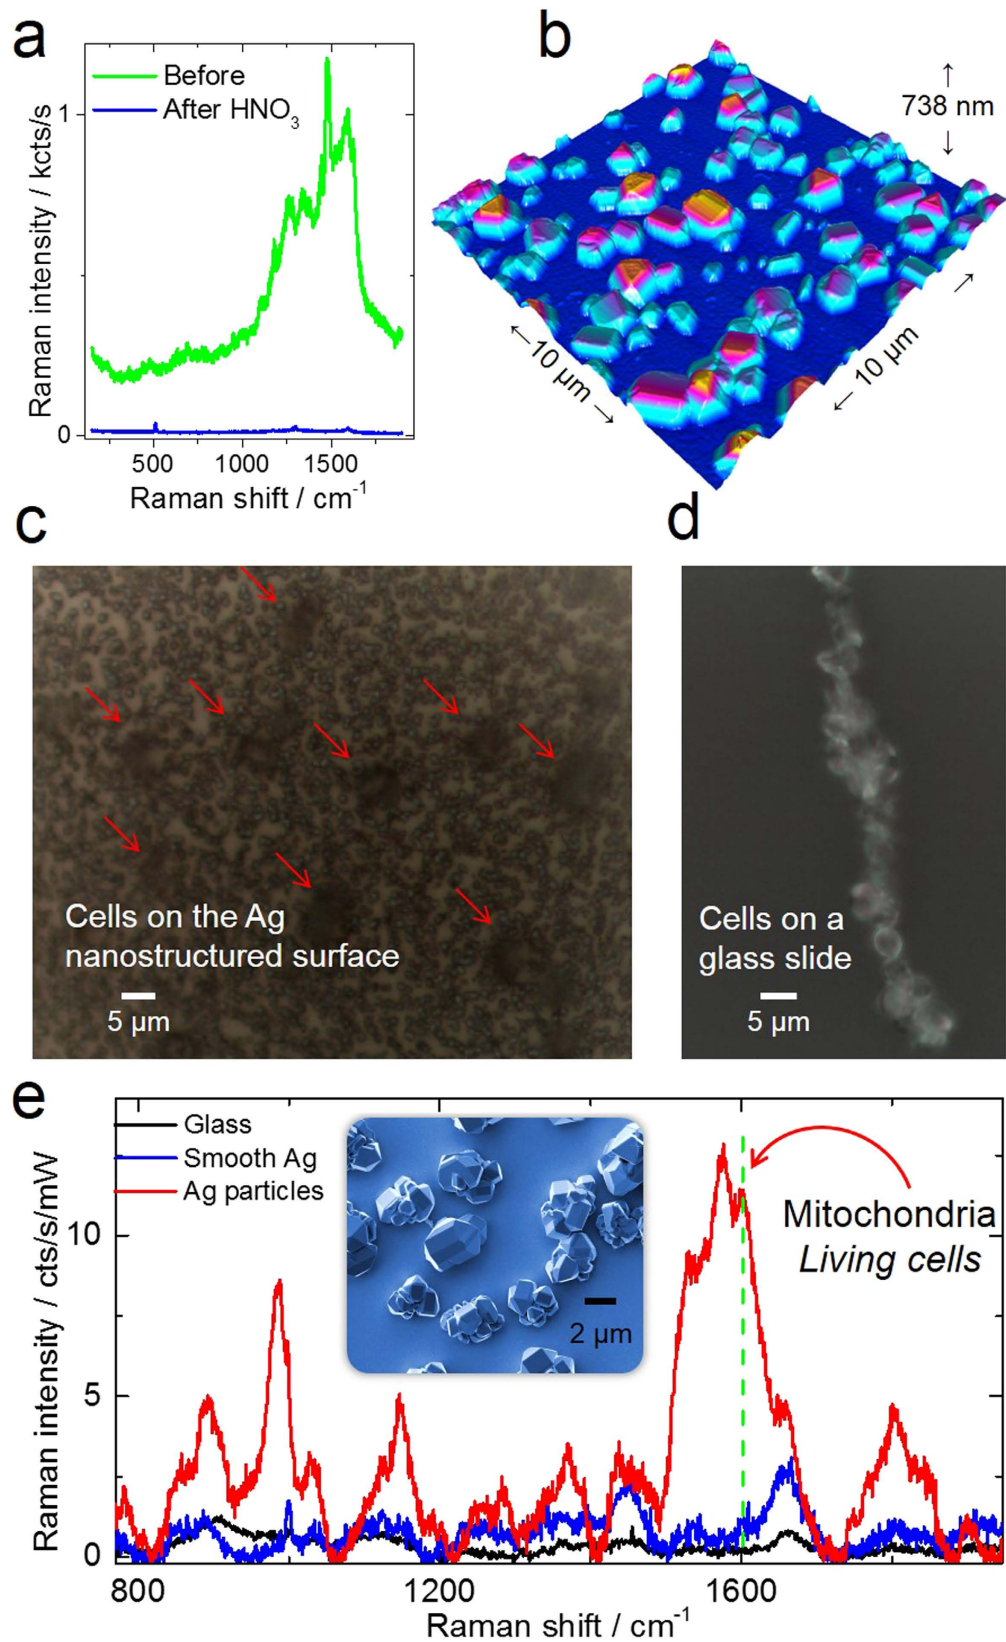 a
Before
After HNO3
1
0
Raman intensity / kcts/s
500 1000 1500
Raman shift / cm-1
b
738 nm
10 µm
10 µm
c
Cells on the Ag
nanostructured surface
5 µm
d
Cells on a
glass slide
5 µm
e
Glass
Smooth Ag
Ag particles
2 µm
Mitochondria
Living cells
10
5
0
Raman intensity / cts/s/mW
800 1200 1600
Raman shift / cm-1